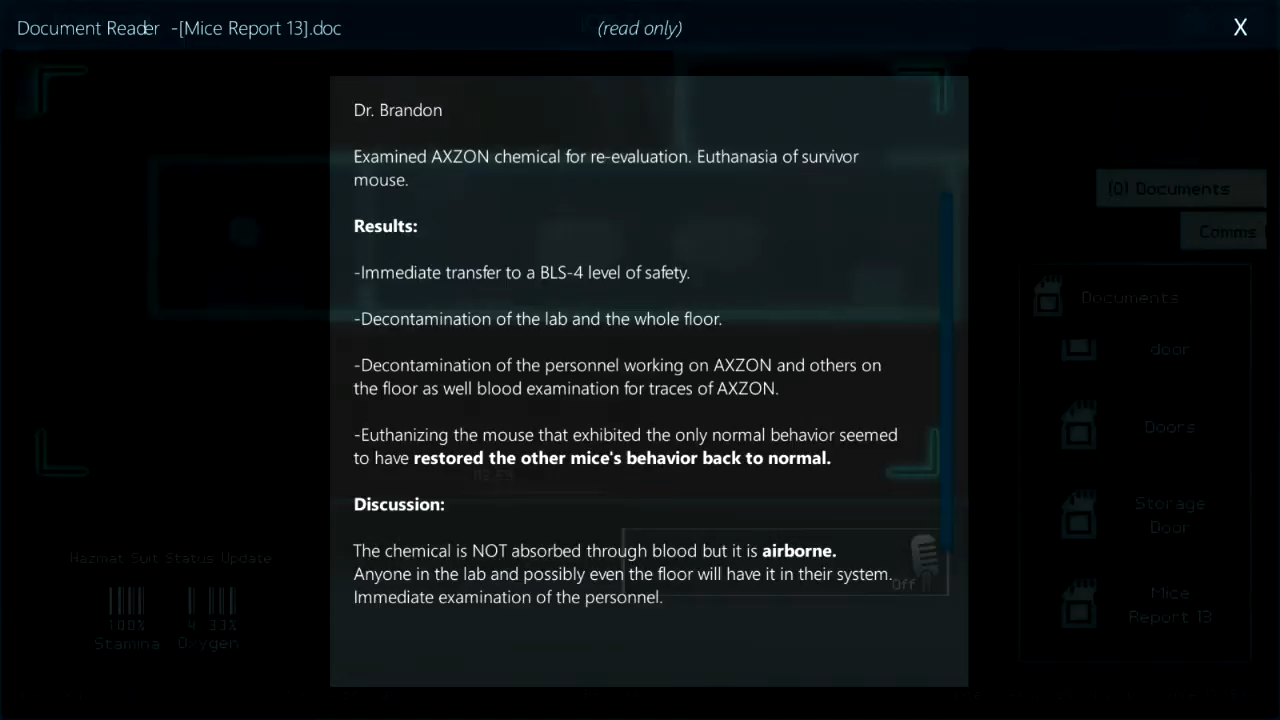 Document Reader -[Mice Report 13].doc
(read only)
X
Dr. Brandon
Examined AXZON chemical for re-evaluation. Euthanasia of survivor
mouse.
Results:
-Immediate transfer to a BLS-4 level of safety.
-Decontamination of the lab and the whole floor.
-Decontamination of the personnel working on AXZON and others on
the floor as well blood examination for traces of AXZON.
-Euthanizing the mouse that exhibited the only normal behavior seemed
to have restored the other mice's behavior back to normal.
Discussion:
The chemical is NOT absorbed through blood but it is airborne.
Anyone in the lab and possibly even the floor will have it in their system.
Immediate examination of the personnel.
Off
(0) Documents
Comms
Documents
door
Doors
Storage
Door
Mice
Report 13
Hazmat Suit Status Update
100%
Stamina
Oxygen